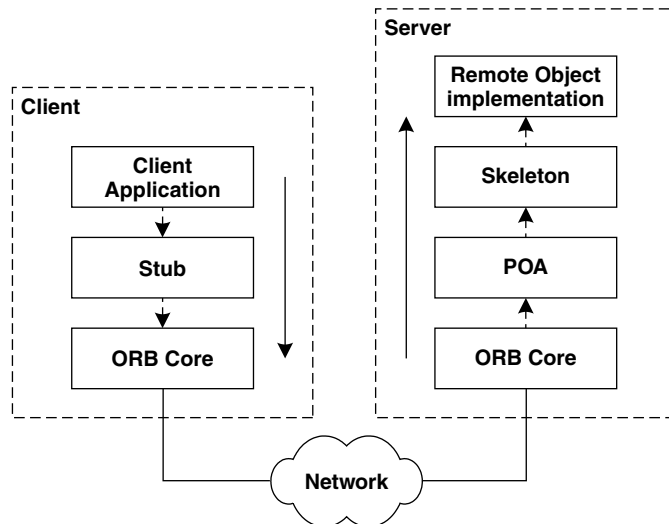 Client
Client
Application
Stub
ORB Core
Server
Remote Object
implementation
Skeleton
POA
ORB Core
Network